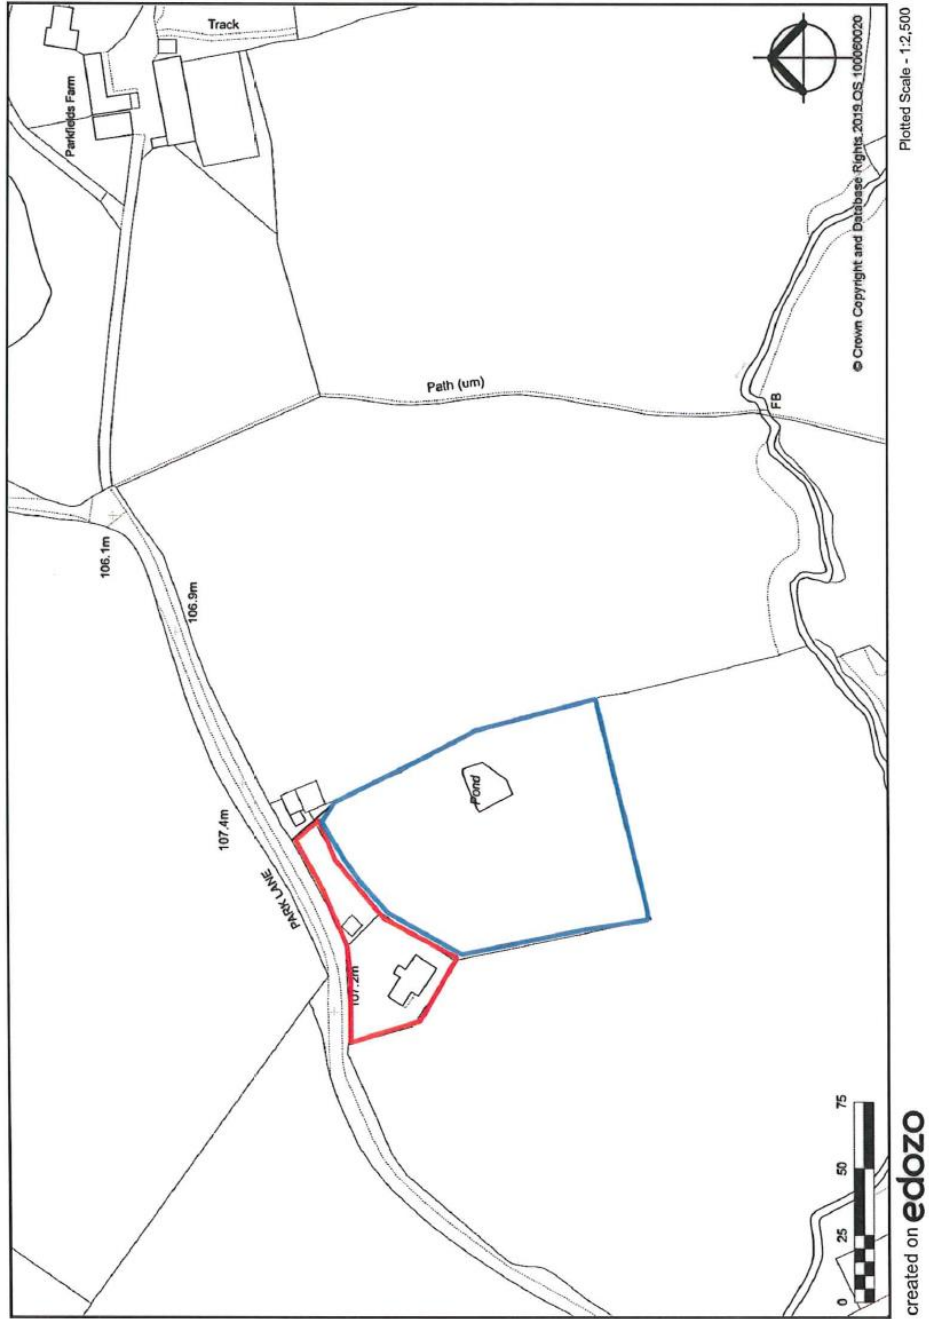 Track
Parkfields Farm
Path (um)
FB
106.1m
106.9m
107.4m
PARK LANE
107.2m
Pond
0 25 50 75
© Crown Copyright and Database Rights 2019 OS 100060020
Plotted Scale - 1:2,500
created on edozo